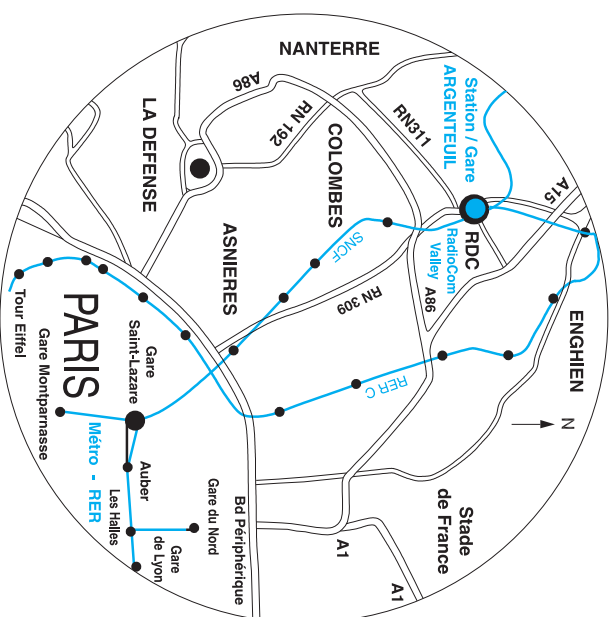 NANTERRE
A86
RN 192
RN311
Station / Gare
ARGENTEUIL
LA DEFENSE
COLOMBES
A15
ASNIERES
SNCF
RDC
RadioCom
Valley
RN 309
A86
ENGHIEN
Tour Eiffel
PARIS
Gare
Saint-Lazare
Gare Montparnasse
RER C
N
Métro - RER
Auber
Les Halles
Gare
de Lyon
Gare du Nord
Bd Périphérique
Stade
de France
A1
A1